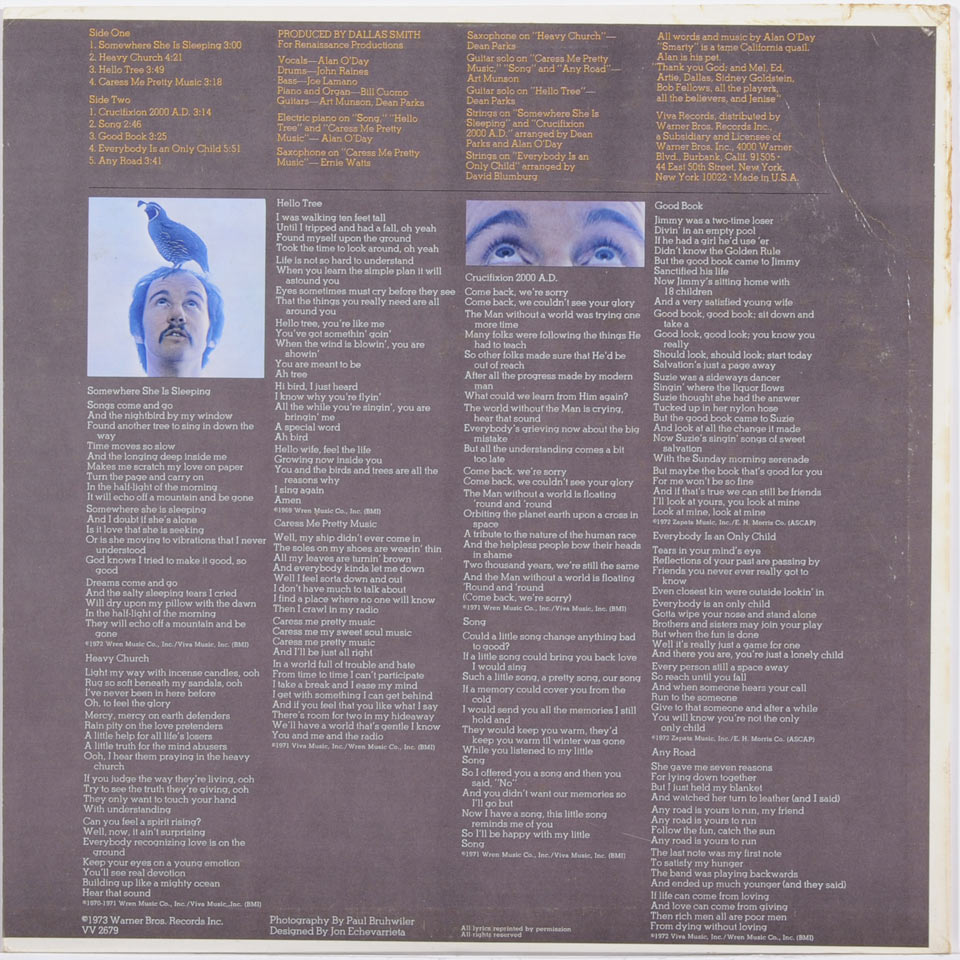 Side One
1. Somewhere She Is Sleeping 3:00
2. Heavy Church 4:21
3. Hello Tree 3:49
4. Caress Me Pretty Music 3:18
Side Two
1. Crucifixion 2000 A.D. 3:14
2. Song 2:46
3. Good Book 3:25
4. Everybody Is an Only Child 5:51
5. Any Road 3:41
PRODUCED BY DALLAS SMITH
For Renaissance Productions
Vocals—Alan O'Day
Drums—John Raines
Bass—Joe Lamano
Piano and Organ—Bill Cuomo
Guitars—Art Munson, Dean Parks
Electric piano on "Song," "Hello
Tree" and "Caress Me Pretty
Music"—Alan O'Day
Saxophone on "Caress Me Pretty
Music"—Ernie Watts
Saxophone on "Heavy Church"—
Dean Parks
Guitar solo on "Caress Me Pretty
Music," "Song" and "Any Road"—
Art Munson
Guitar solo on "Hello Tree"—
Dean Parks
Strings on "Somewhere She Is
Sleeping" and "Crucifixion
2000 A.D." arranged by Dean
Parks and Alan O'Day
Strings on "Everybody Is an
Only Child" arranged by
David Blumburg
All words and music by Alan O'Day
"Smarty" is a tame California quail.
Alan is his pet.
"Thank you God; and Mel, Ed,
Artie, Dallas, Sidney Goldstein,
Bob Fellows, all the players,
all the believers, and Jenise"
Viva Records, distributed by
Warner Bros. Records Inc.,
a Subsidiary and Licensee of
Warner Bros. Inc., 4000 Warner
Blvd., Burbank, Calif. 91505 •
44 East 50th Street, New York,
New York 10022 • Made in U.S.A.
Somewhere She Is Sleeping
Songs come and go
And the nightbird by my window
Found another tree to sing in down the
way
Time moves so slow
And the longing deep inside me
Makes me scratch my love on paper
Turn the page and carry on
In the half-light of the morning
It will echo off a mountain and be gone
Somewhere she is sleeping
And I doubt if she's alone
Is it love that she is seeking
Or is she moving to vibrations that I never
understood
God knows I tried to make it good, so
good
Dreams come and go
And the salty sleeping tears I cried
Will dry upon my pillow with the dawn
In the half-light of the morning
They will echo off a mountain and be
gone
©1972 Wren Music Co., Inc./Viva Music, Inc. (BMI)
Heavy Church
Light my way with incense candles, ooh
Rug so soft beneath my sandals, ooh
I've never been in here before
Oh, to feel the glory
Mercy, mercy on earth defenders
Rain pity on the love pretenders
A little help for all life's losers
A little truth for the mind abusers
Ooh, I hear them praying in the heavy
church
If you judge the way they're living, ooh
Try to see the truth they're giving, ooh
They only want to touch your hand
With understanding
Can you feel a spirit rising?
Well, now, it ain't surprising
Everybody recognizing love is on the
ground
Keep your eyes on a young emotion
You'll see real devotion
Building up like a mighty ocean
Hear that sound
©1970-1971 Wren Music Co., Inc./Viva Music, Inc. (BMI)
©1973 Warner Bros. Records Inc.
VV 2679
Hello Tree
I was walking ten feet tall
Until I tripped and had a fall, oh yeah
Found myself upon the ground
Took the time to look around, oh yeah
Life is not so hard to understand
When you learn the simple plan it will
astound you
Eyes sometimes must cry before they see
That the things you really need are all
around you
Hello tree, you're like me
You've got somethin' goin'
When the wind is blowin', you are
showin'
You are meant to be
Ah tree
Hi bird, I just heard
I know why you're flyin'
All the while you're singin', you are
bringin' me
A special word
Ah bird
Hello wife, feel the life
Growing now inside you
You and the birds and trees are all the
reasons why
I sing again
Amen
©1969 Wren Music Co., Inc. (BMI)
Caress Me Pretty Music
Well, my ship didn't ever come in
The soles on my shoes are wearin' thin
All my leaves are turnin' brown
And everybody kinda let me down
Well I feel sorta down and out
I don't have much to talk about
I find a place where no one will know
Then I crawl in my radio
Caress me pretty music
Caress me my sweet soul music
Caress me pretty music
And I'll be just all right
In a world full of trouble and hate
From time to time I can't participate
I take a break and I ease my mind
I get with something I can get behind
And if you feel that you like what I say
There's room for two in my hideaway
We'll have a world that's gentle I know
You and me and the radio
©1971 Viva Music, Inc./Wren Music Co., Inc. (BMI)
Photography By Paul Bruhwiler
Designed By Jon Echevarrieta
Crucifixion 2000 A.D.
Come back, we're sorry
Come back, we couldn't see your glory
The Man without a world was trying one
more time
Many folks were following the things He
had to teach
So other folks made sure that He'd be
out of reach
After all the progress made by modern
man
What could we learn from Him again?
The world without the Man is crying,
hear that sound
Everybody's grieving now about the big
mistake
But all the understanding comes a bit
too late
Come back, we're sorry
Come back, we couldn't see your glory
The Man without a world is floating
'round and 'round
Orbiting the planet earth upon a cross in
space
A tribute to the nature of the human race
And the helpless people bow their heads
in shame
Two thousand years, we're still the same
And the Man without a world is floating
'Round and 'round
(Come back, we're sorry)
©1971 Wren Music Co., Inc./Viva Music, Inc. (BMI)
Song
Could a little song change anything bad
to good?
If a little song could bring you back love
I would sing
Such a little song, a pretty song, our song
If a memory could cover you from the
cold
I would send you all the memories I still
hold and
They would keep you warm, they'd
keep you warm til winter was gone
While you listened to my little
Song
So I offered you a song and then you
said, "No"
And you didn't want our memories so
I'll go but
Now I have a song, this little song
reminds me of you
So I'll be happy with my little
Song
©1971 Wren Music Co., Inc./Viva Music, Inc. (BMI)
All lyrics reprinted by permission
All rights reserved
Good Book
Jimmy was a two-time loser
Divin' in an empty pool
If he had a girl he'd use 'er
Didn't know the Golden Rule
But the good book came to Jimmy
Sanctified his life
Now Jimmy's sitting home with
18 children
And a very satisfied young wife
Good book, good book; sit down and
take a
Good look, good look; you know you
really
Should look, should look; start today
Salvation's just a page away
Suzie was a sideways dancer
Singin' where the liquor flows
Suzie thought she had the answer
Tucked up in her nylon hose
But the good book came to Suzie
And look at all the change it made
Now Suzie's singin' songs of sweet
salvation
With the Sunday morning serenade
But maybe the book that's good for you
For me won't be so fine
And if that's true we can still be friends
I'll look at yours, you look at mine
Look at mine, look at mine
©1972 Zapata Music, Inc./E. H. Morris Co. (ASCAP)
Everybody Is An Only Child
Tears in your mind's eye
Reflections of your past are passing by
Friends you never ever really got to
know
Even closest kin were outside lookin' in
Everybody is an only child
Gotta wipe your nose and stand alone
Brothers and sisters may join your play
But when the fun is done
Well it's really just a game for one
And there you are, you're just a lonely child
Every person still a space away
So reach until you fall
And when someone hears your call
Run to the someone
Give to that someone and after a while
You will know you're not the only
only child
©1972 Zapata Music, Inc./E. H. Morris Co. (ASCAP)
Any Road
She gave me seven reasons
For lying down together
But I just held my blanket
And watched her turn to leather (and I said)
Any road is yours to run, my friend
Any road is yours to run
Follow the fun, catch the sun
Any road is yours to run
The last note was my first note
To satisfy my hunger
The band was playing backwards
And ended up much younger (and they said)
If life can come from loving
And love can come from giving
Then rich men all are poor men
From dying without loving
©1972 Viva Music, Inc./Wren Music Co., Inc. (BMI)